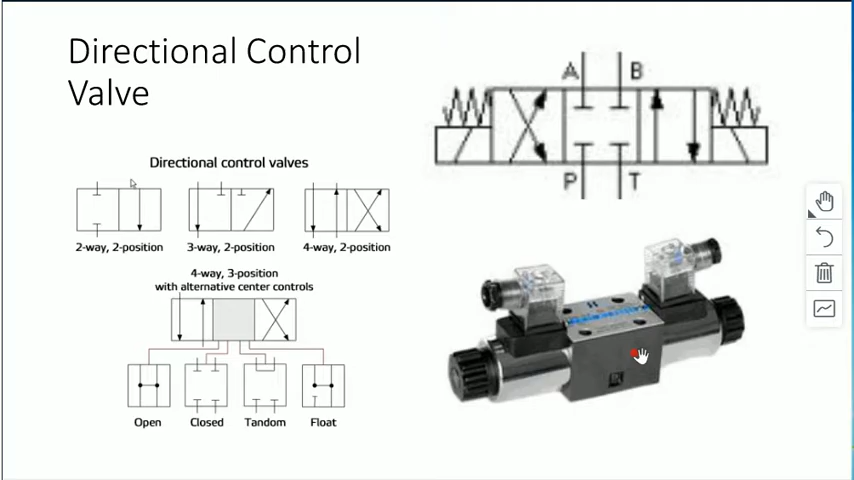 Directional Control
Valve
Directional control valves
2-way, 2-position
3-way, 2-position
4-way, 2-position
4-way, 3-position
with alternative center controls
Open
Closed
Tandom
Float
A
B
P
T